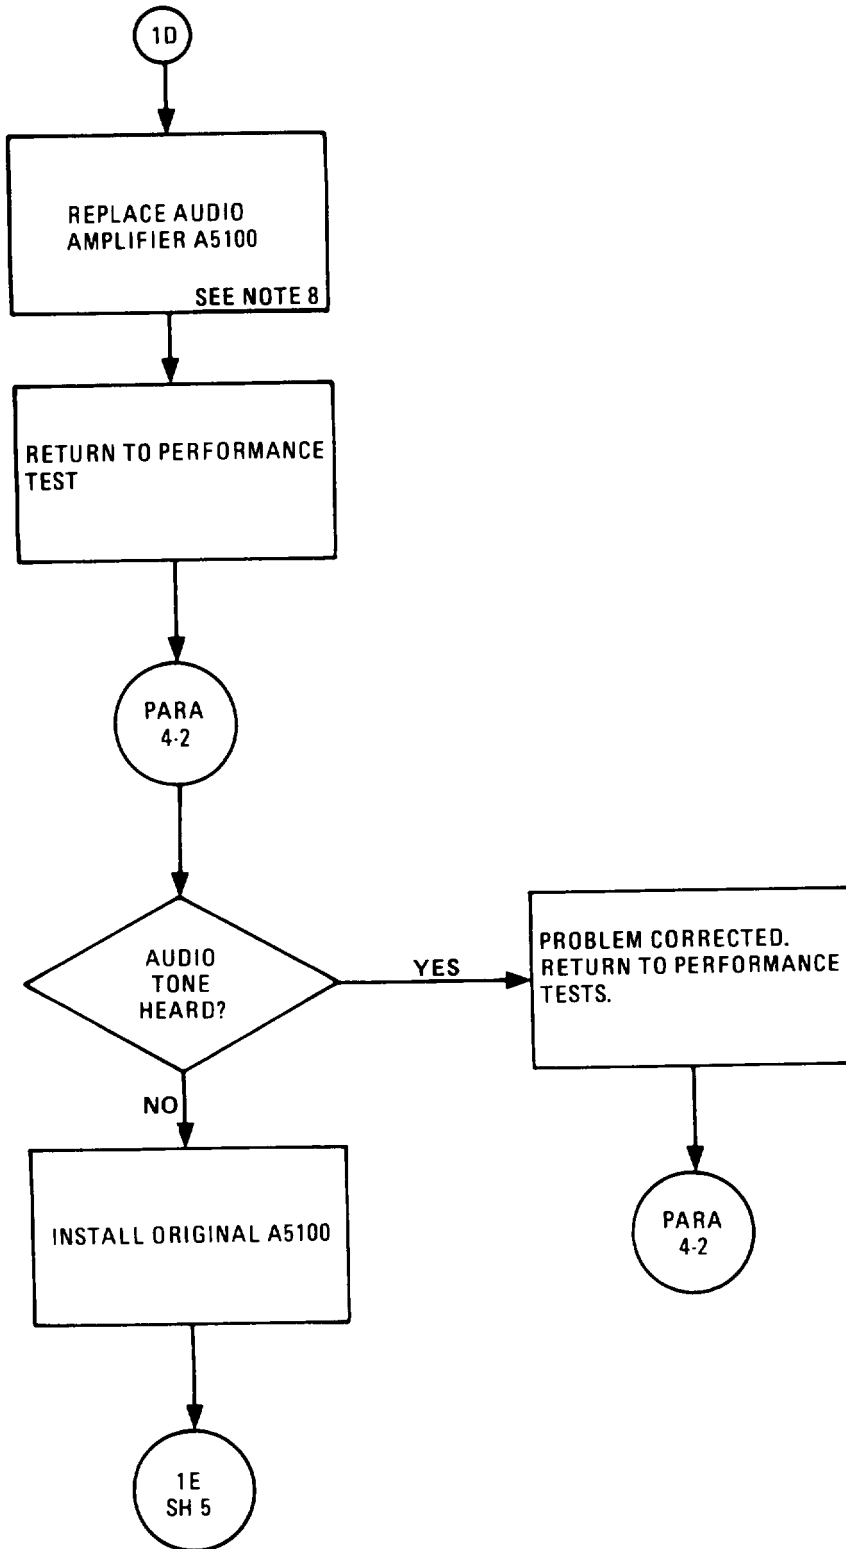 1D
REPLACE AUDIO
AMPLIFIER A5100
SEE NOTE 8
RETURN TO PERFORMANCE
TEST
PARA
4-2
AUDIO
TONE
HEARD?
YES
PROBLEM CORRECTED.
RETURN TO PERFORMANCE
TESTS.
NO
INSTALL ORIGINAL A5100
PARA
4-2
1E
SH 5